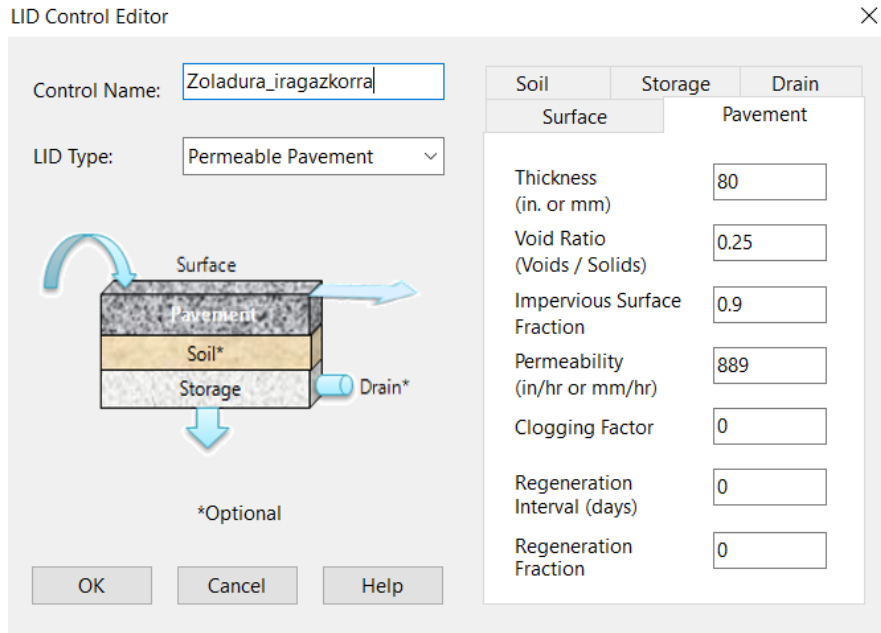 LID Control Editor
Control Name:
Zoladura_iragazkorra
LID Type:
Permeable Pavement
Surface
Pavement
Soil*
Storage
Drain*
*Optional
OK
Cancel
Help
Soil
Storage
Drain
Surface
Pavement
Thickness
(in. or mm)
80
Void Ratio
(Voids / Solids)
0.25
Impervious Surface
Fraction
0.9
Permeability
(in/hr or mm/hr)
889
Clogging Factor
0
Regeneration
Interval (days)
0
Regeneration
Fraction
0